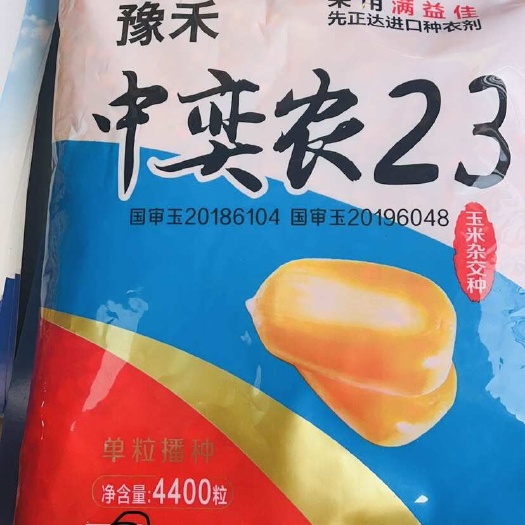 豫禾
采用满益佳
先正达进口种衣剂
中奕农23
国审玉20186104 国审玉20196048
玉米杂交种
单粒播种
净含量:4400粒